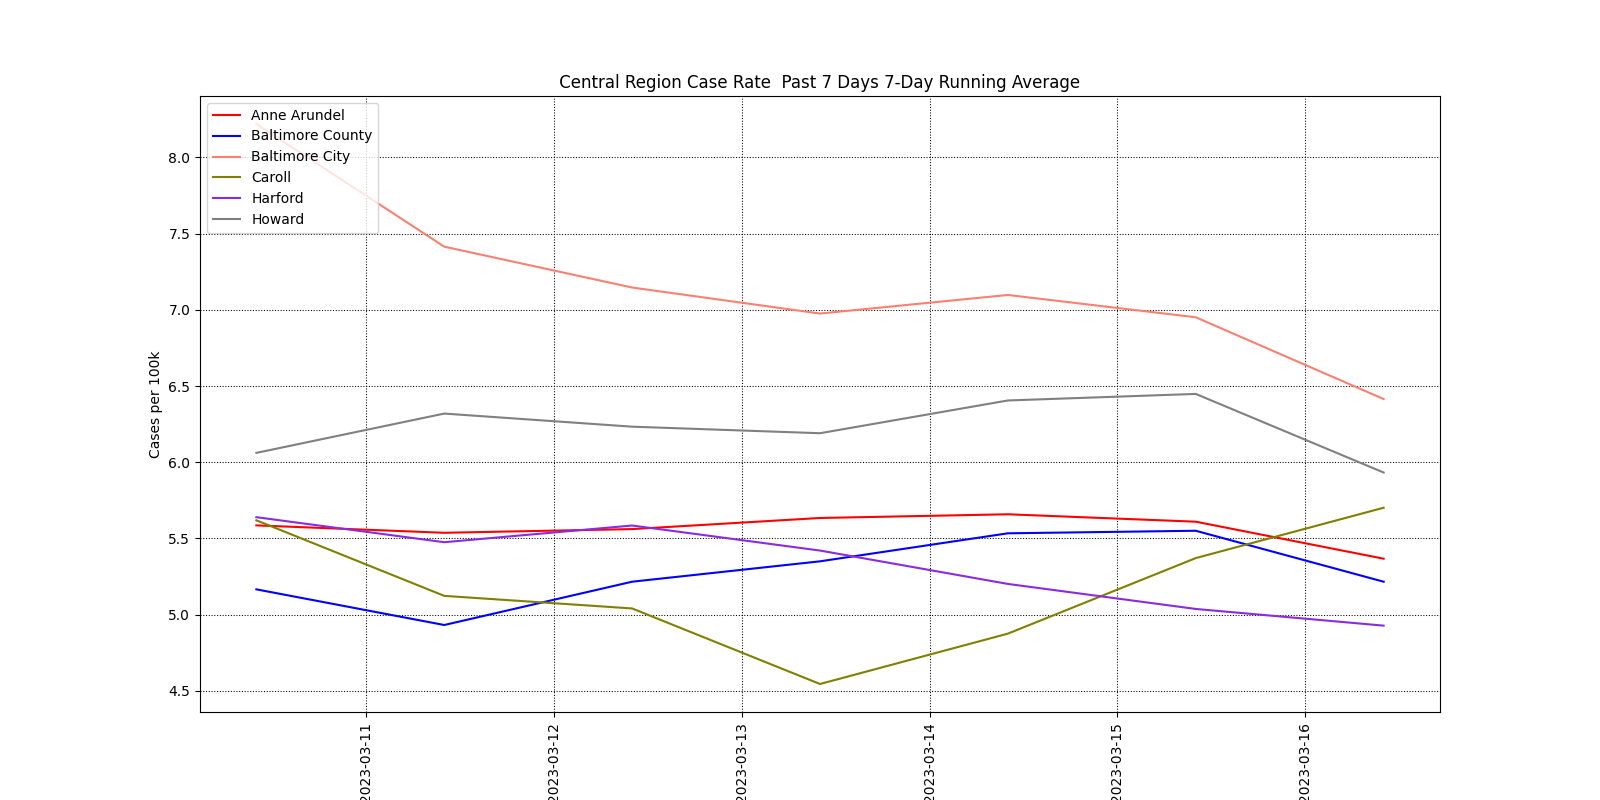 Central Region Case Rate  Past 7 Days 7-Day Running Average
Anne Arundel
Baltimore County
Baltimore City
Caroll
Harford
Howard
8.0
7.5
7.0
6.5
6.0
5.5
5.0
4.5
Cases per 100k
2023-03-11
2023-03-12
2023-03-13
2023-03-14
2023-03-15
2023-03-16